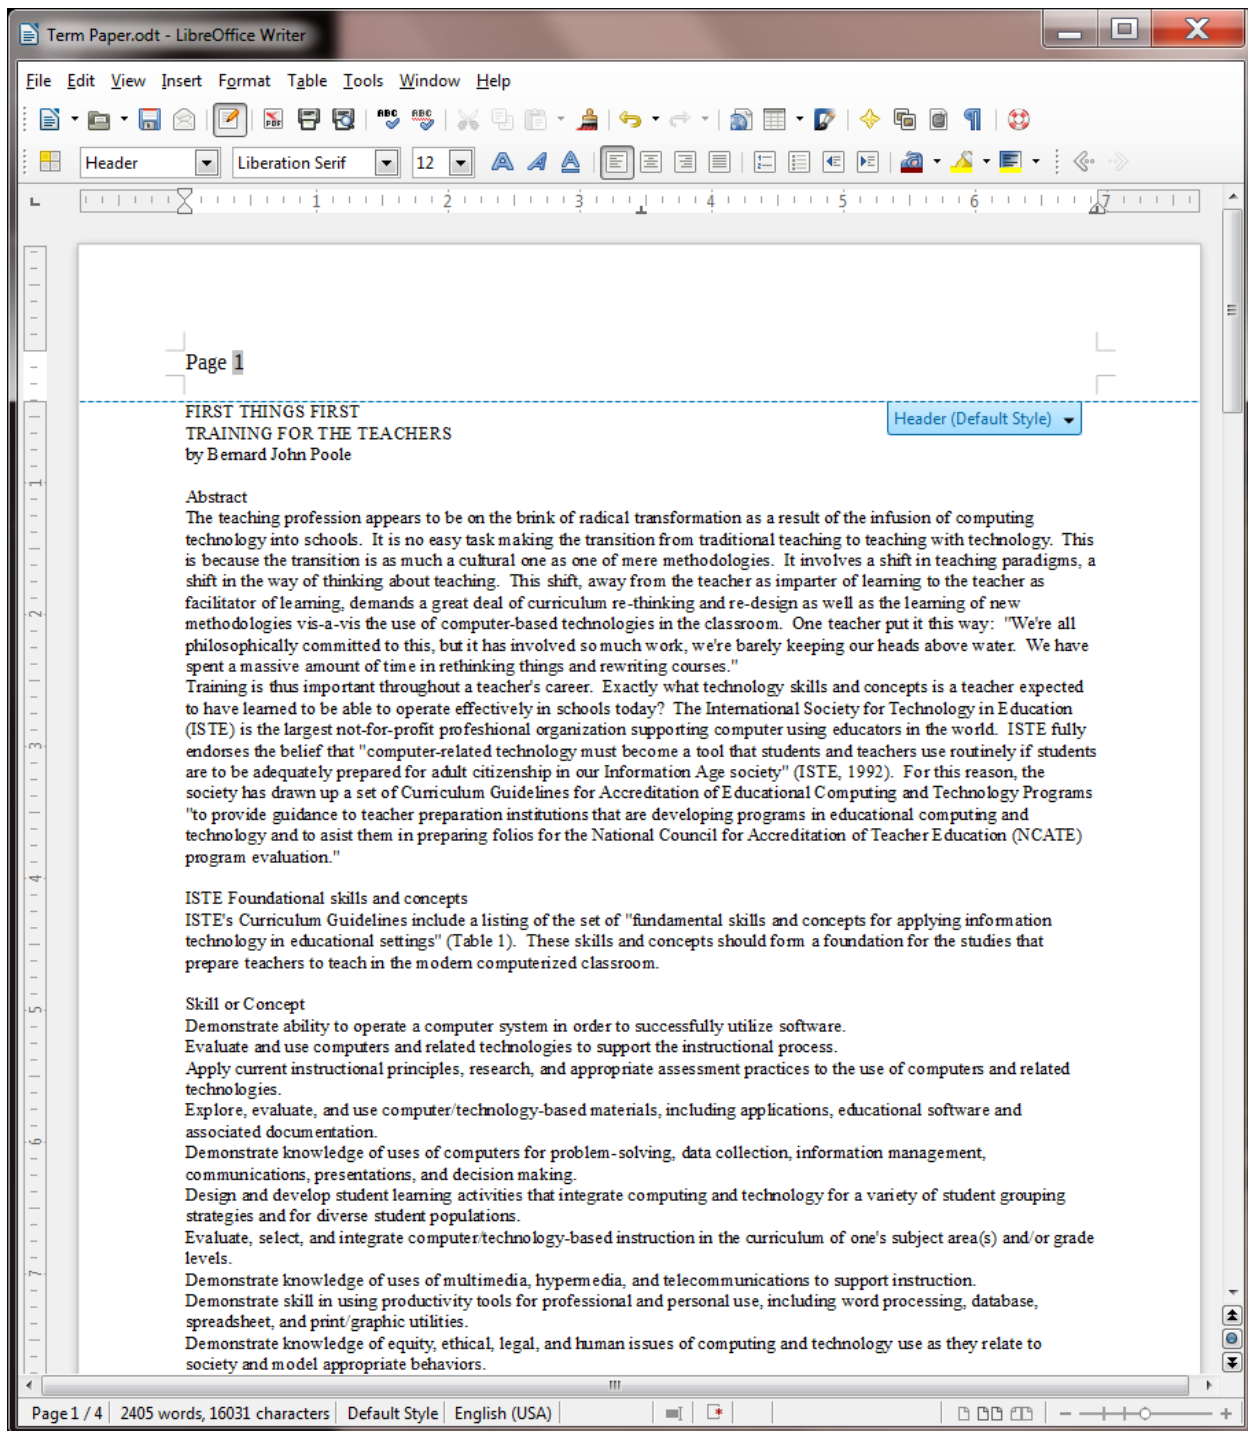 Term Paper.odt - LibreOffice Writer
File Edit View Insert Format Table Tools Window Help
Header Liberation Serif 12
1 2 3 4 5 6 7
Page 1
Header (Default Style)
FIRST THINGS FIRST
TRAINING FOR THE TEACHERS
by Bernard John Poole
Abstract
The teaching profession appears to be on the brink of radical transformation as a result of the infusion of computing
technology into schools.  It is no easy task making the transition from traditional teaching to teaching with technology.  This
is because the transition is as much a cultural one as one of mere methodologies.  It involves a shift in teaching paradigms, a
shift in the way of thinking about teaching.  This shift, away from the teacher as imparter of learning to the teacher as
facilitator of learning, demands a great deal of curriculum re-thinking and re-design as well as the learning of new
methodologies vis-a-vis the use of computer-based technologies in the classroom.  One teacher put it this way:  "We're all
philosophically committed to this, but it has involved so much work, we're barely keeping our heads above water.  We have
spent a massive amount of time in rethinking things and rewriting courses."
Training is thus important throughout a teacher's career.  Exactly what technology skills and concepts is a teacher expected
to have learned to be able to operate effectively in schools today?  The International Society for Technology in Education
(ISTE) is the largest not-for-profit profeshional organization supporting computer using educators in the world.  ISTE fully
endorses the belief that "computer-related technology must become a tool that students and teachers use routinely if students
are to be adequately prepared for adult citizenship in our Information Age society" (ISTE, 1992).  For this reason, the
society has drawn up a set of Curriculum Guidelines for Accreditation of Educational Computing and Technology Programs
"to provide guidance to teacher preparation institutions that are developing programs in educational computing and
technology and to asist them in preparing folios for the National Council for Accreditation of Teacher Education (NCATE)
program evaluation."
ISTE Foundational skills and concepts
ISTE's Curriculum Guidelines include a listing of the set of "fundamental skills and concepts for applying information
technology in educational settings" (Table 1).  These skills and concepts should form a foundation for the studies that
prepare teachers to teach in the modern computerized classroom.
Skill or Concept
Demonstrate ability to operate a computer system in order to successfully utilize software.
Evaluate and use computers and related technologies to support the instructional process.
Apply current instructional principles, research, and appropriate assessment practices to the use of computers and related
technologies.
Explore, evaluate, and use computer/technology-based materials, including applications, educational software and
associated documentation.
Demonstrate knowledge of uses of computers for problem-solving, data collection, information management,
communications, presentations, and decision making.
Design and develop student learning activities that integrate computing and technology for a variety of student grouping
strategies and for diverse student populations.
Evaluate, select, and integrate computer/technology-based instruction in the curriculum of one's subject area(s) and/or grade
levels.
Demonstrate knowledge of uses of multimedia, hypermedia, and telecommunications to support instruction.
Demonstrate skill in using productivity tools for professional and personal use, including word processing, database,
spreadsheet, and print/graphic utilities.
Demonstrate knowledge of equity, ethical, legal, and human issues of computing and technology use as they relate to
society and model appropriate behaviors.
1
2
3
4
5
6
7
Page 1 / 4 2405 words, 16031 characters Default Style English (USA)